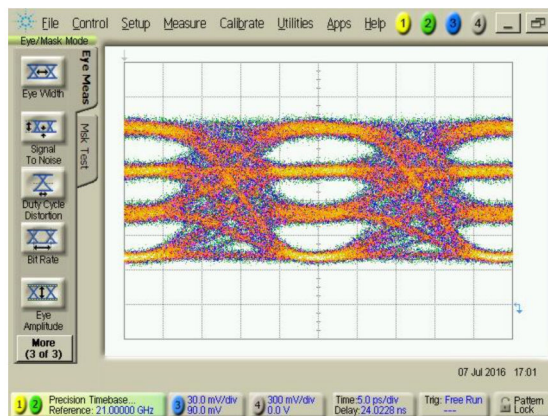 File Control Setup Measure Calibrate Utilities Apps Help 1 2 3 4
Eye/Mask Mode
Eye Meas
Msk Test
Eye Width
Signal
To Noise
Duty Cycle
Distortion
Bit Rate
Eye
Amplitude
More
(3 of 3)
07 Jul 2016 17:01
1 2 Precision Timebase...
Reference: 21.00000 GHz
3 30.0 mV/div
90.0 mV
4 300 mV/div
0.0 V
Time:5.0 ps/div
Delay:24.0228 ns
Trig: Free Run
---
Pattern
Lock